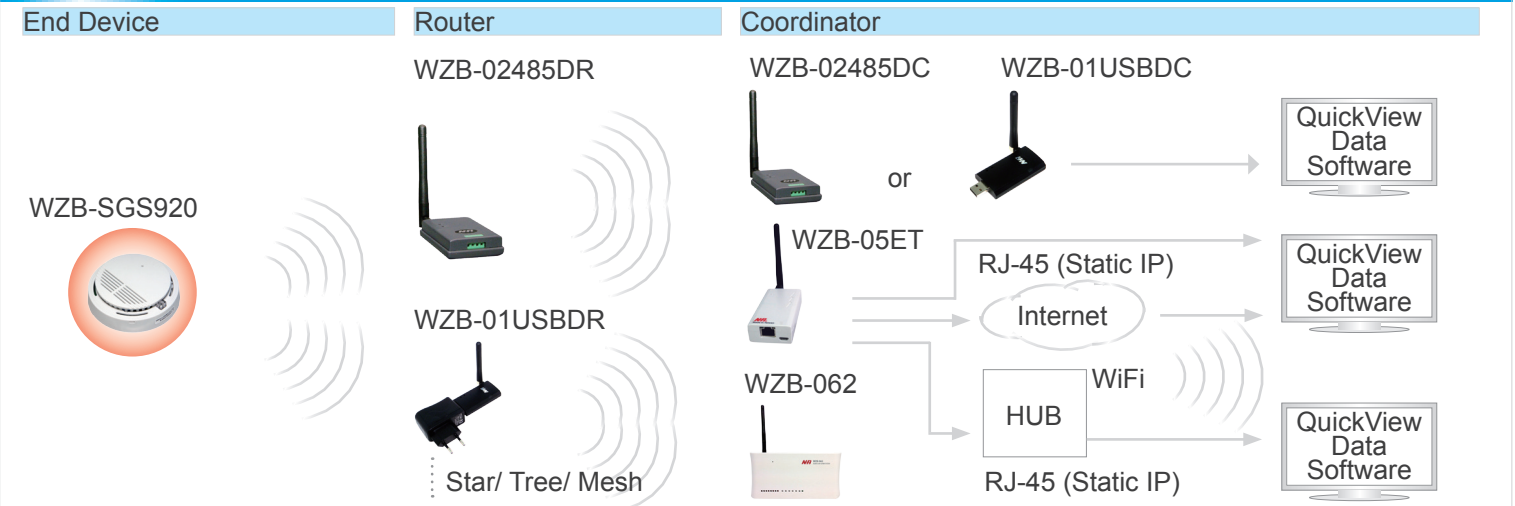 End Device
Router
Coordinator
WZB-02485DR
WZB-02485DC
WZB-01USBDC
QuickView
Data
Software
or
WZB-SGS920
WZB-05ET
RJ-45 (Static IP)
QuickView
Data
Software
Internet
WZB-01USBDR
WZB-062
WiFi
HUB
QuickView
Data
Software
Star/ Tree/ Mesh
RJ-45 (Static IP)